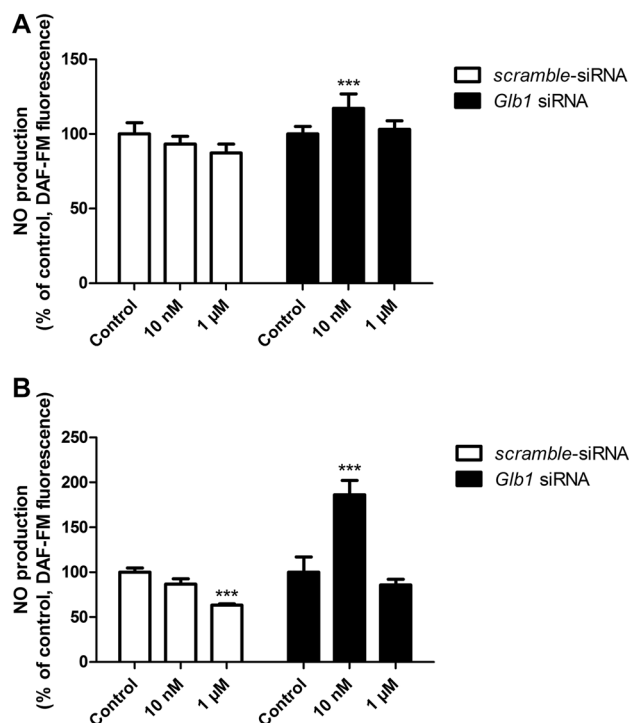 A
NO production
(% of control, DAF-FM fluorescence)
150
100
50
0
***
Control
10 nM
1 µM
Control
10 nM
1 µM
scramble-siRNA
Glb1 siRNA
B
NO production
(% of control, DAF-FM fluorescence)
250
200
150
100
50
0
***
***
Control
10 nM
1 µM
Control
10 nM
1 µM
scramble-siRNA
Glb1 siRNA